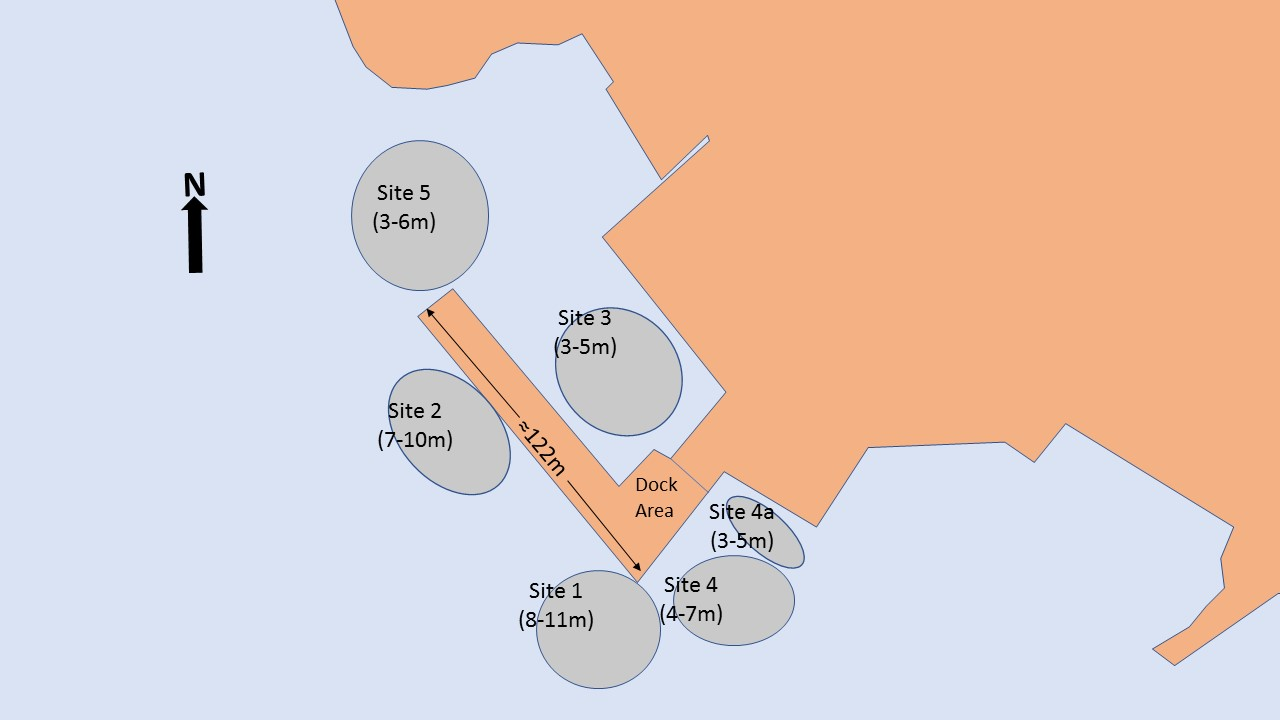 N
Site 5
(3-6m)
Site 3
(3-5m)
Site 2
(7-10m)
≈122m
Dock
Area
Site 4a
(3-5m)
Site 1
(8-11m)
Site 4
(4-7m)